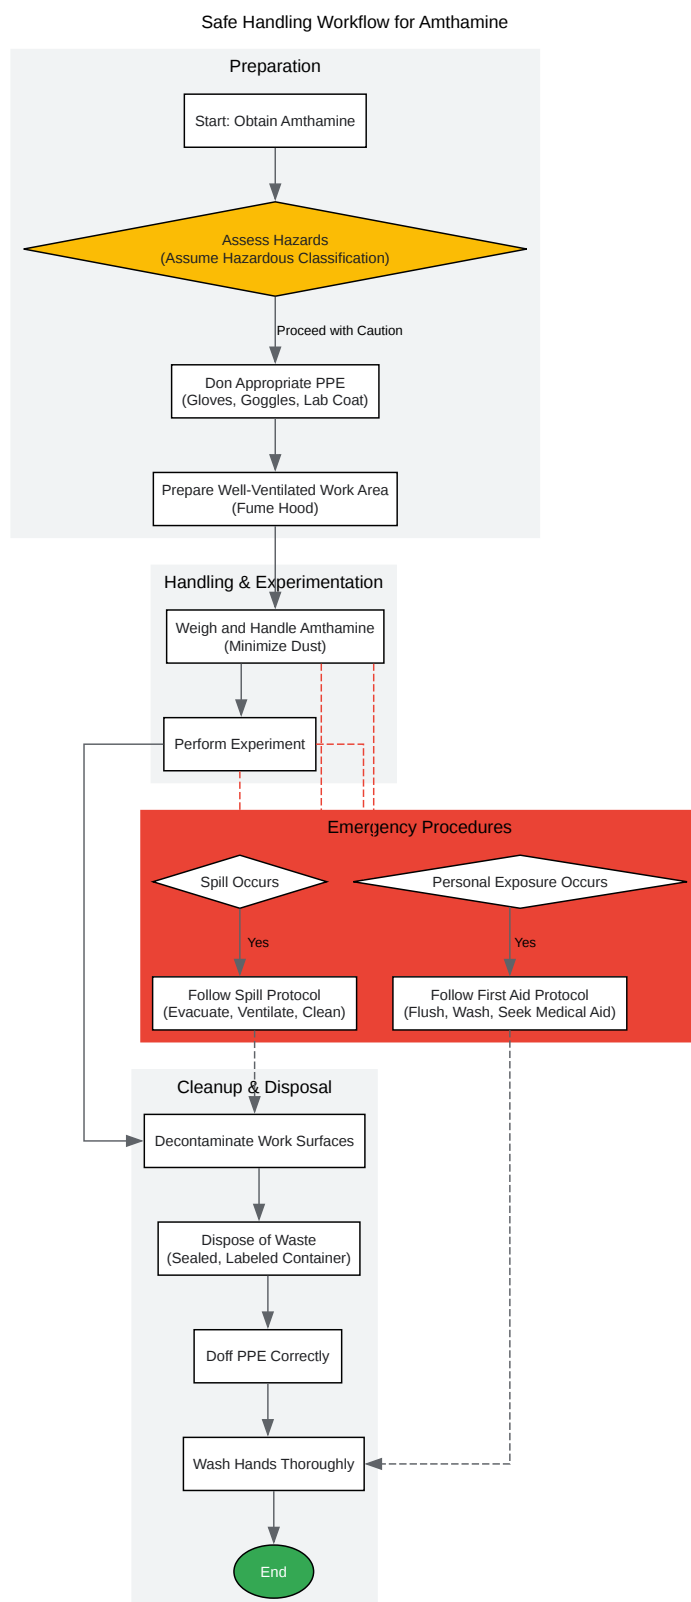 Safe Handling Workflow for Amthamine
Preparation
Start: Obtain Amthamine
Assess Hazards
(Assume Hazardous Classification)
Proceed with Caution
Don Appropriate PPE
(Gloves, Goggles, Lab Coat)
Prepare Well-Ventilated Work Area
(Fume Hood)
Handling & Experimentation
Weigh and Handle Amthamine
(Minimize Dust)
Perform Experiment
Emergency Procedures
Spill Occurs
Personal Exposure Occurs
Yes
Yes
Follow Spill Protocol
(Evacuate, Ventilate, Clean)
Follow First Aid Protocol
(Flush, Wash, Seek Medical Aid)
Cleanup & Disposal
Decontaminate Work Surfaces
Dispose of Waste
(Sealed, Labeled Container)
Doff PPE Correctly
Wash Hands Thoroughly
End